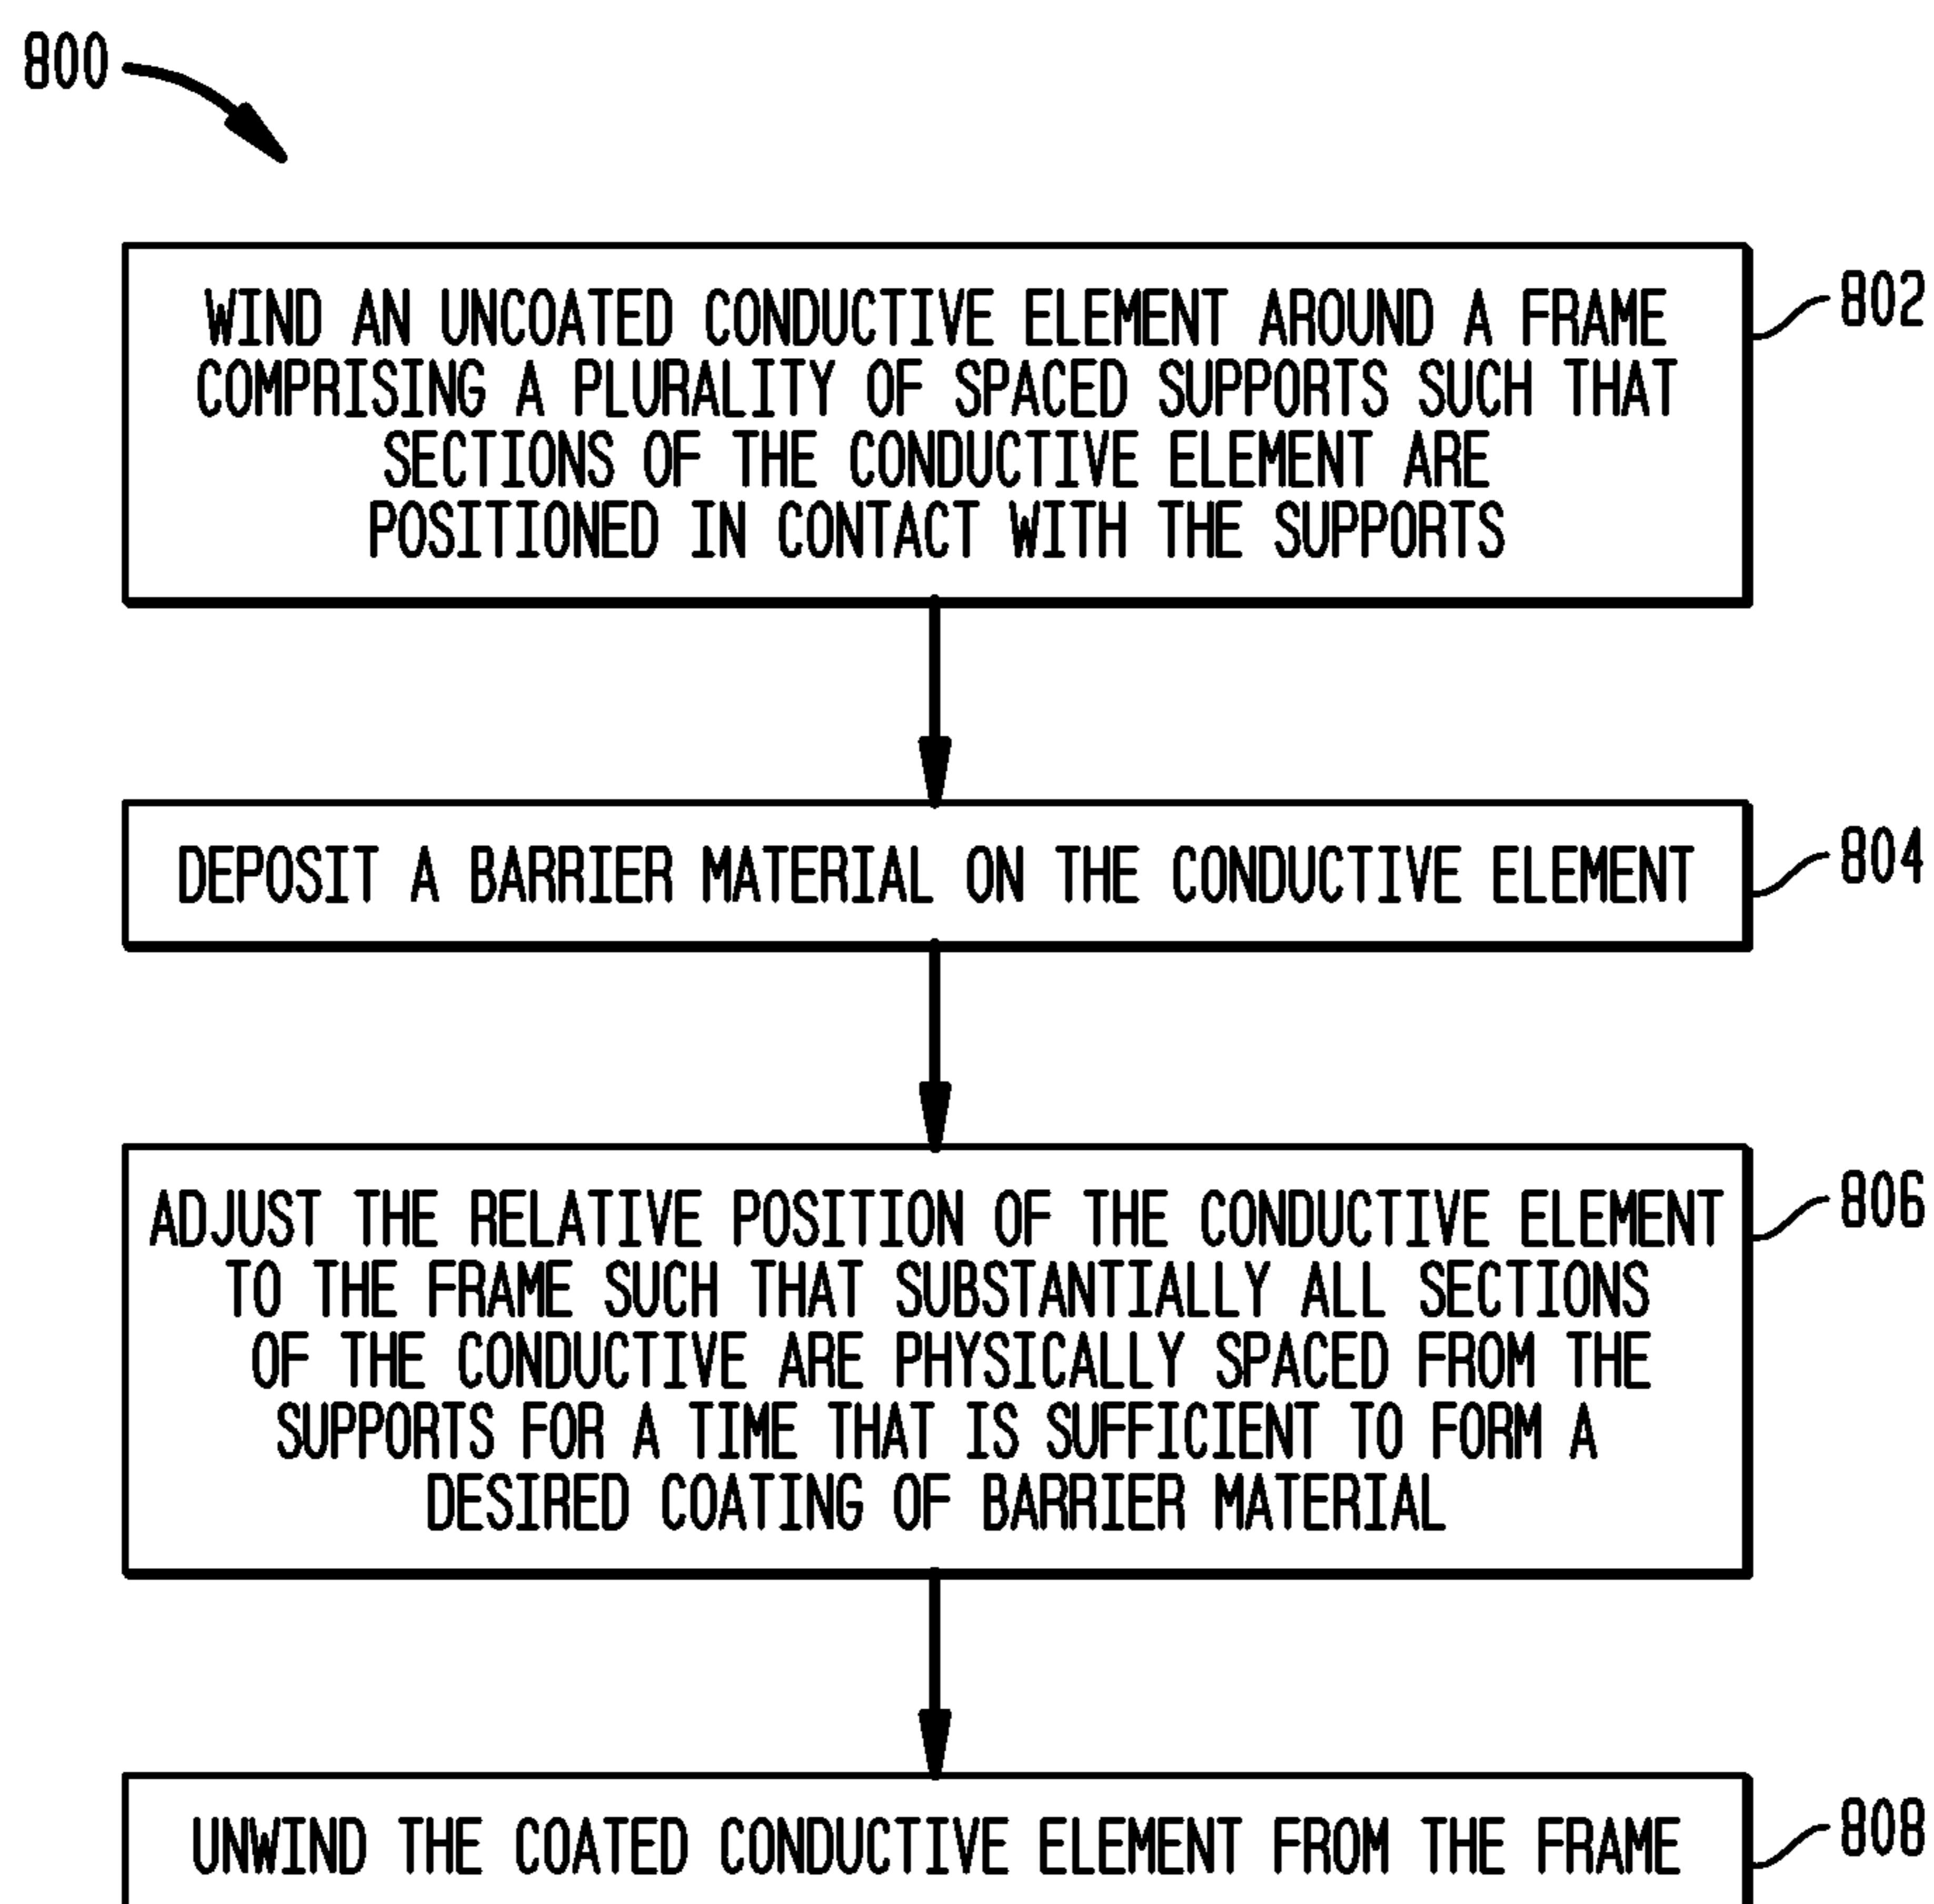 800
WIND AN UNCOATED CONDUCTIVE ELEMENT AROUND A FRAME
COMPRISING A PLURALITY OF SPACED SUPPORTS SUCH THAT
SECTIONS OF THE CONDUCTIVE ELEMENT ARE
POSITIONED IN CONTACT WITH THE SUPPORTS
802
DEPOSIT A BARRIER MATERIAL ON THE CONDUCTIVE ELEMENT
804
ADJUST THE RELATIVE POSITION OF THE CONDUCTIVE ELEMENT
TO THE FRAME SUCH THAT SUBSTANTIALLY ALL SECTIONS
OF THE CONDUCTIVE ARE PHYSICALLY SPACED FROM THE
SUPPORTS FOR A TIME THAT IS SUFFICIENT TO FORM A
DESIRED COATING OF BARRIER MATERIAL
806
UNWIND THE COATED CONDUCTIVE ELEMENT FROM THE FRAME
808